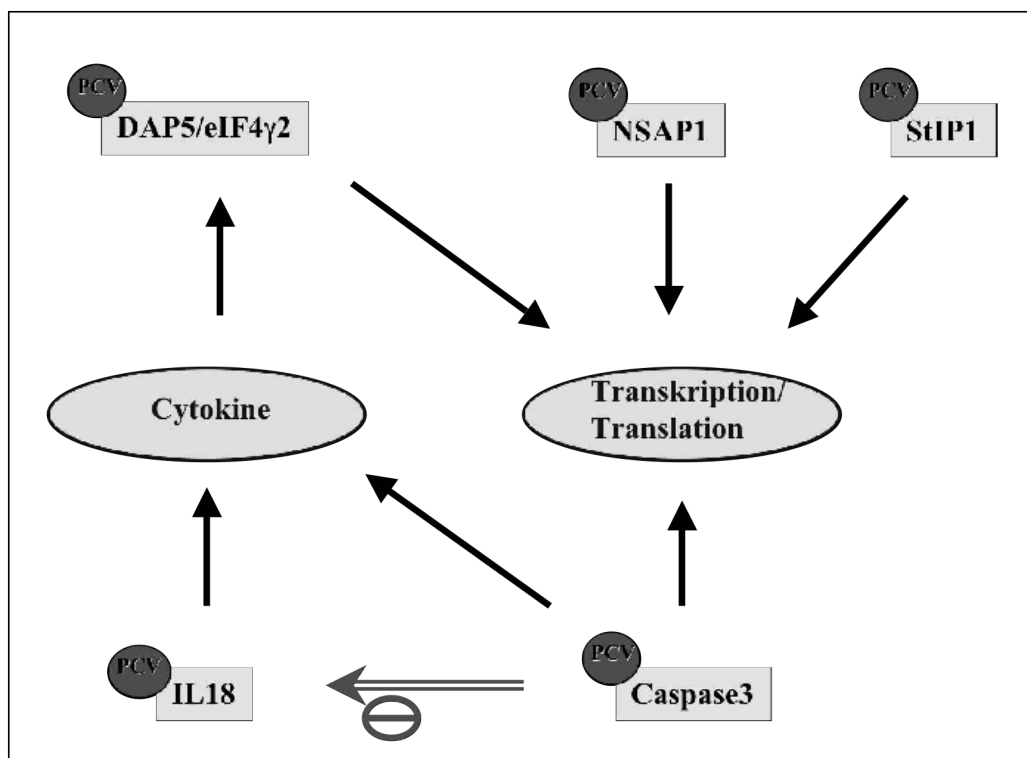 PCV
DAP5/eIF4γ2
PCV
NSAP1
PCV
StIP1
Cytokine
Transkription/
Translation
PCV
IL18
PCV
Caspase3